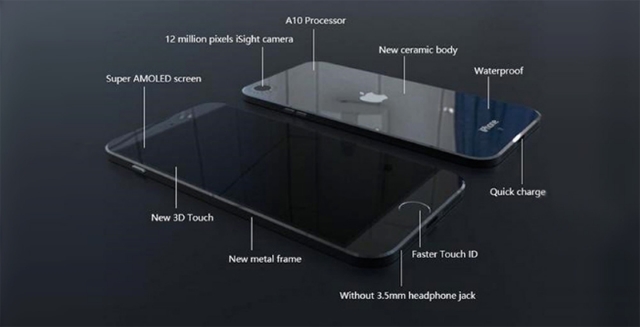 A10 Processor
12 million pixels iSight camera
New ceramic body
Waterproof
Super AMOLED screen
iPhone
Quick charge
New 3D Touch
Faster Touch ID
New metal frame
Without 3.5mm headphone jack